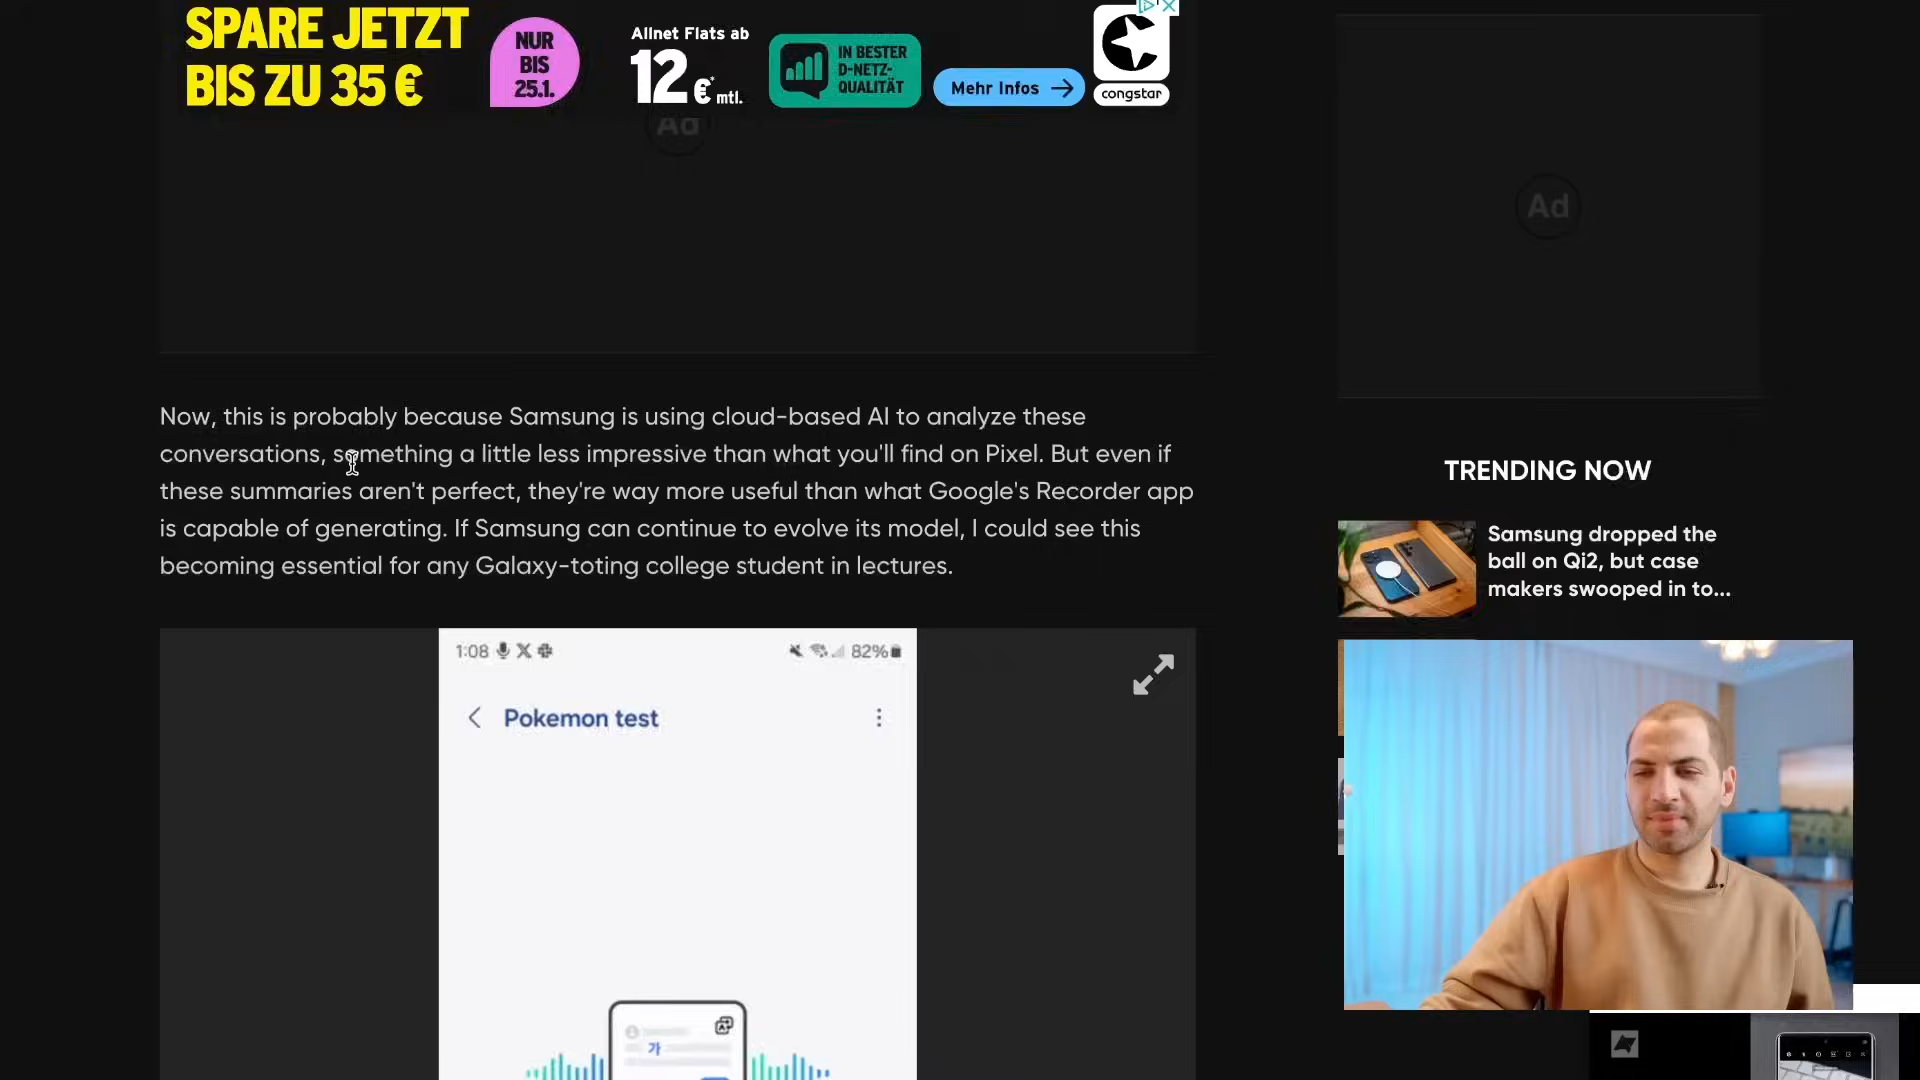 SPARE JETZT
BIS ZU 35 €
NUR
BIS
25.1.
Allnet Flats ab
12 €* mtl.
IN BESTER
D-NETZ-
QUALITÄT
Mehr Infos →
congstar
Ad
Ad
Now, this is probably because Samsung is using cloud-based AI to analyze these
conversations, something a little less impressive than what you'll find on Pixel. But even if
these summaries aren't perfect, they're way more useful than what Google's Recorder app
is capable of generating. If Samsung can continue to evolve its model, I could see this
becoming essential for any Galaxy-toting college student in lectures.
1:08
82%
Pokemon test
가
TRENDING NOW
Samsung dropped the
ball on Qi2, but case
makers swooped in to...